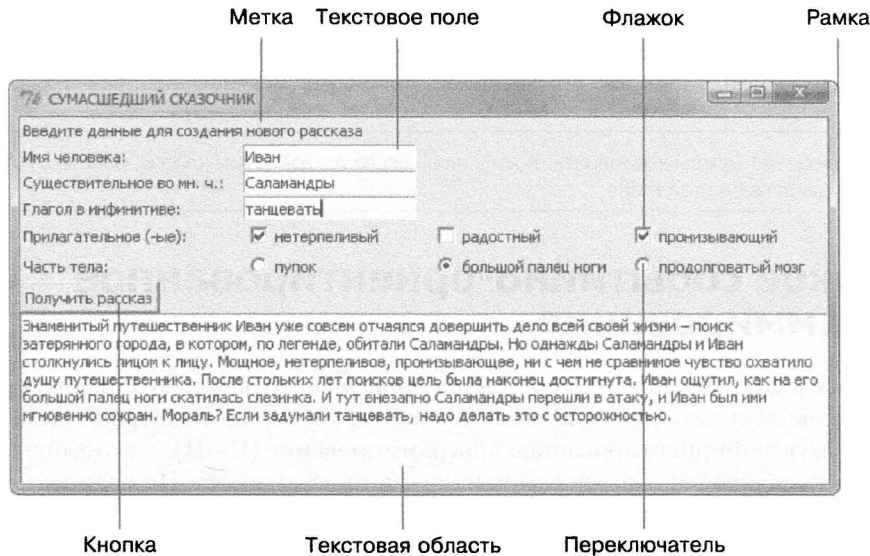 Метка Текстовое поле Флажок Рамка
СУМАСШЕДШИЙ СКАЗОЧНИК
Введите данные для создания нового рассказа
Имя человека: Иван
Существительное во мн. ч.: Саламандры
Глагол в инфинитиве: танцевать
Прилагательное (-ые): нетерпеливый радостный пронизывающий
Часть тела: пупок большой палец ноги продолговатый мозг
Получить рассказ
Знаменитый путешественник Иван уже совсем отчаялся довершить дело всей своей жизни - поиск
затерянного города, в котором, по легенде, обитали Саламандры. Но однажды Саламандры и Иван
столкнулись лицом к лицу. Мощное, нетерпеливое, пронизывающее, ни с чем не сравнимое чувство охватило
душу путешественника. После стольких лет поисков цель была наконец достигнута. Иван ощутил, как на его
большой палец ноги скатилась слезинка. И тут внезапно Саламандры перешли в атаку, и Иван был ими
мгновенно сожран. Мораль? Если задумали танцевать, надо делать это с осторожностью.
Кнопка Текстовая область Переключатель